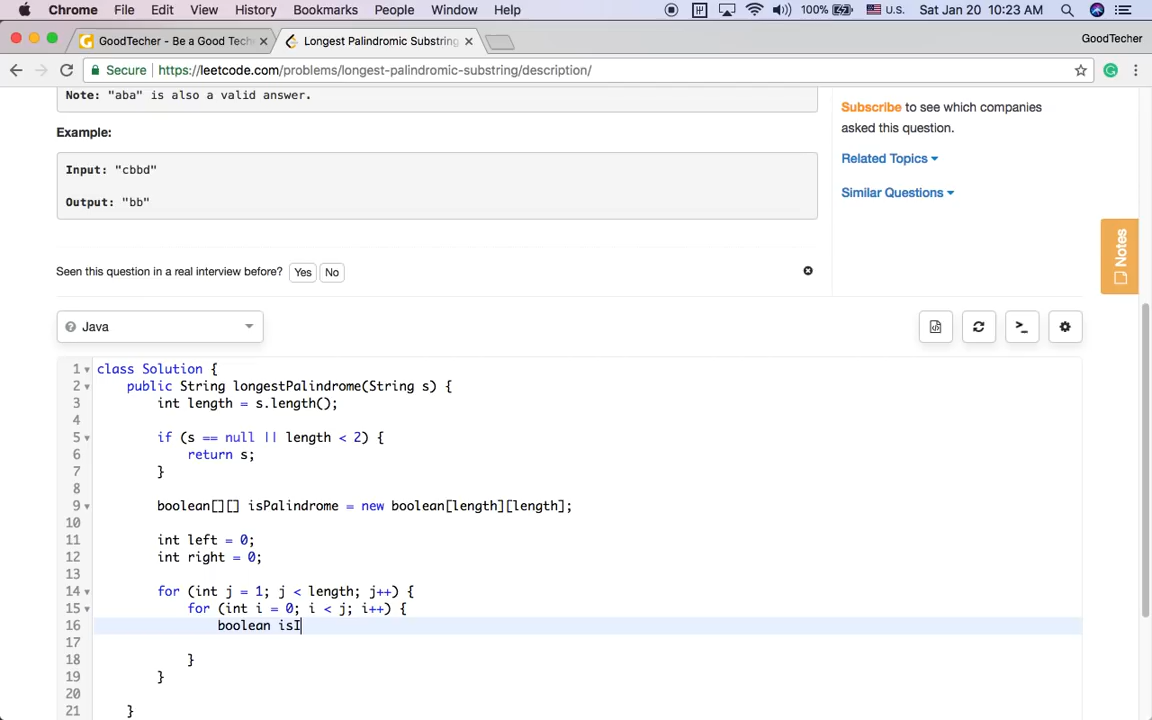 Chrome File Edit View History Bookmarks People Window Help 100% U.S. Sat Jan 20 10:23 AM
GoodTecher - Be a Good Tech Longest Palindromic Substring GoodTecher
Secure https://leetcode.com/problems/longest-palindromic-substring/description/
Note: "aba" is also a valid answer.
Subscribe to see which companies
asked this question.
Example:
Related Topics
Input: "cbbd"
Similar Questions
Output: "bb"
Notes
Seen this question in a real interview before? Yes No
Java
1 class Solution {
2 public String longestPalindrome(String s) {
3 int length = s.length();
4
5 if (s == null || length < 2) {
6 return s;
7 }
8
9 boolean[][] isPalindrome = new boolean[length][length];
10
11 int left = 0;
12 int right = 0;
13
14 for (int j = 1; j < length; j++) {
15 for (int i = 0; i < j; i++) {
16 boolean isI
17
18 }
19 }
20
21 }